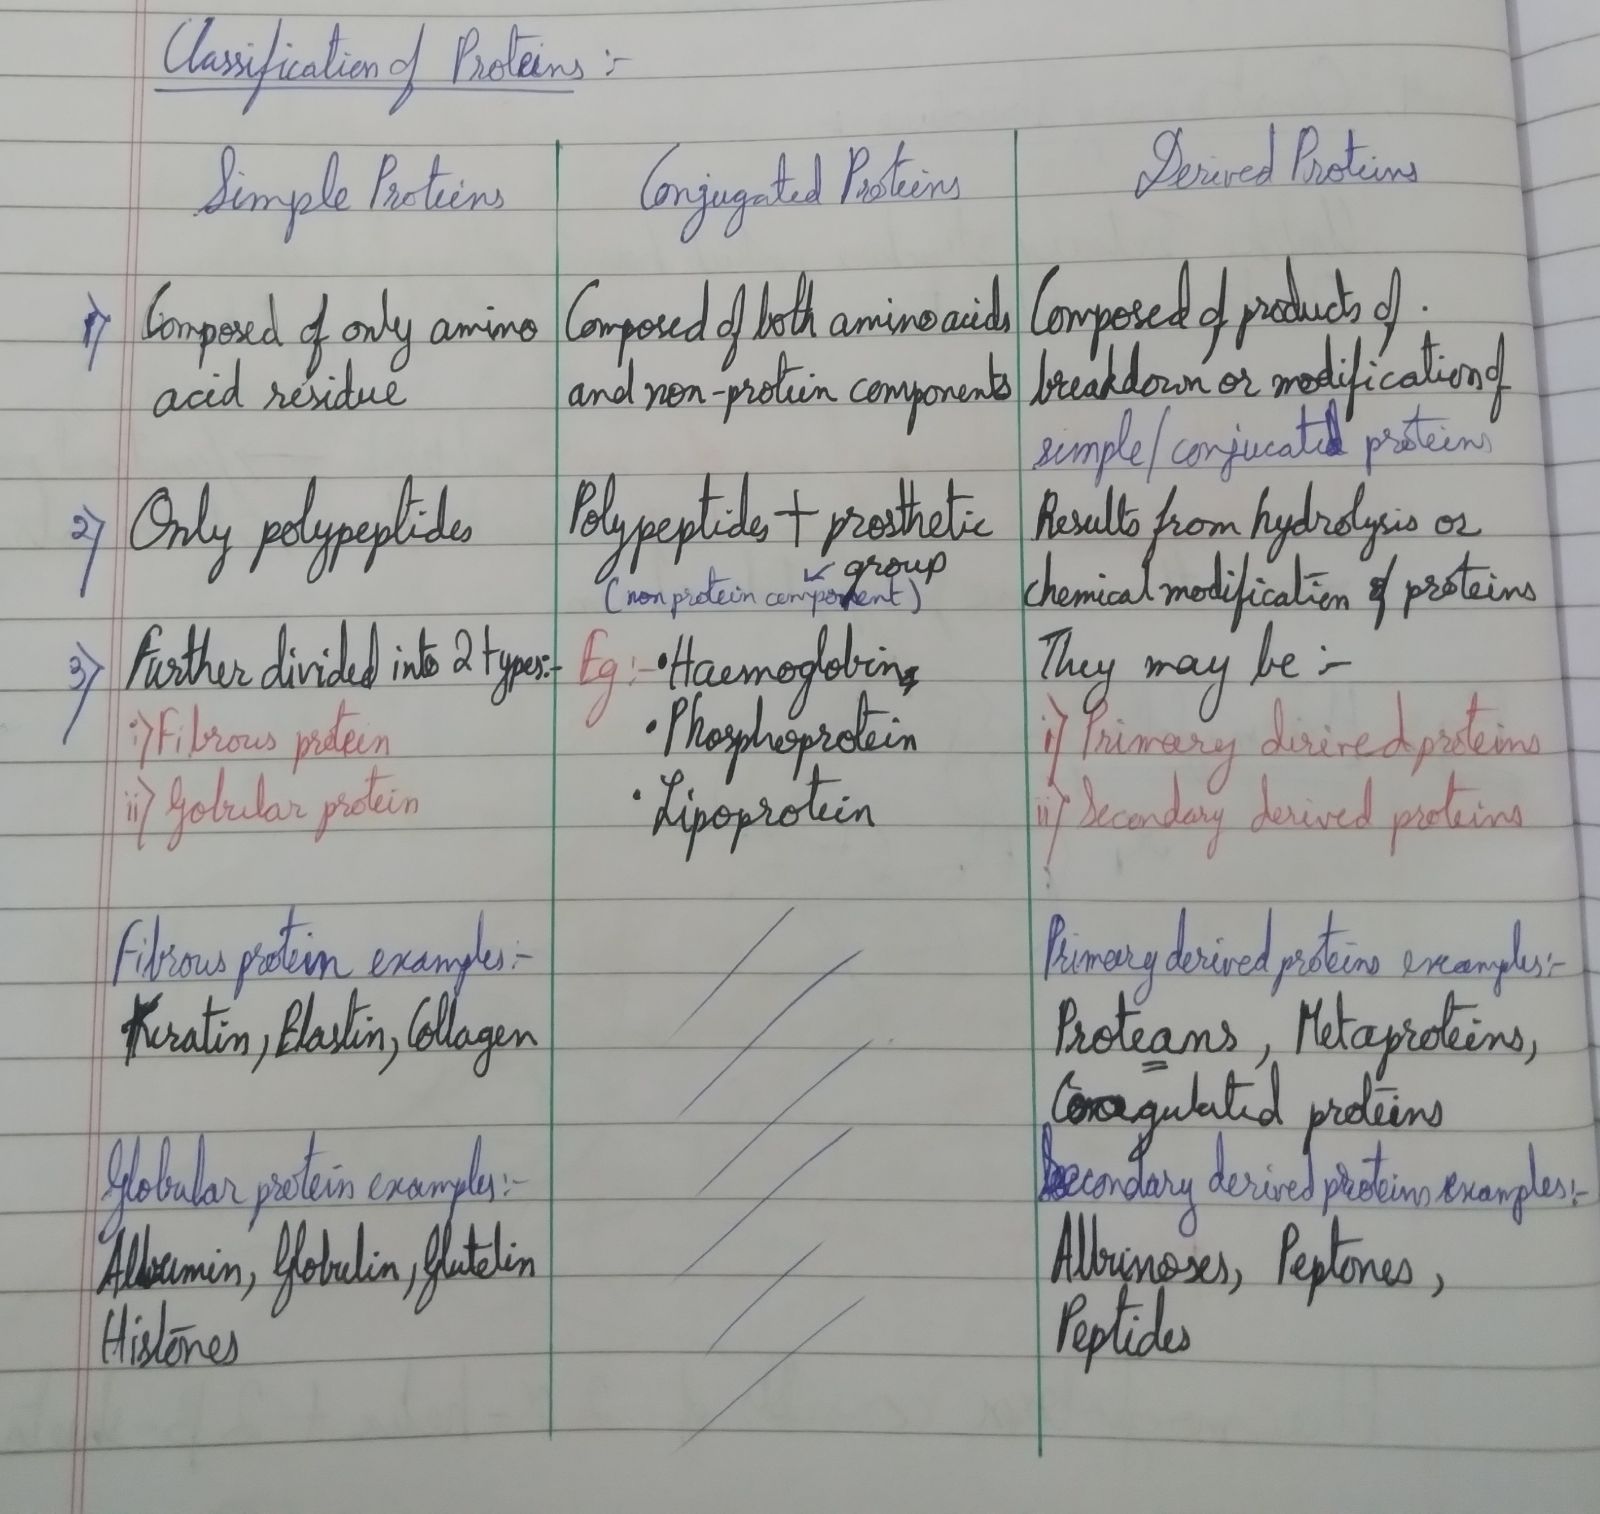 Classification of Proteins :-
Simple Proteins
Conjugated Proteins
Derived Proteins
1) Composed of only amino
acid residue
Composed of both amino acids
and non-protein components
Composed of products of .
breakdown or modification of
simple/conjucated proteins
2) Only polypeptides
Polypeptides + prosthetic
group
(non protein component)
Results from hydrolysis or
chemical modification of proteins
3) Further divided into 2 types:-
i) Fibrous protein
ii) Gobular protein
Eg :- • Haemoglobin,
• Phosphoprotein
• Lipoprotein
They may be :-
i) Primary dirived proteins
ii) Secondary derived proteins
Fibrous protein examples:-
Keratin, Elastin, Collagen
Globular protein examples:-
Albumin, Globulin, Glutelin
Histones
Primary derived proteins examples:-
Proteans, Metaproteins,
Coagulated proteins
Secondary derived proteins examples:-
Albunoses, Peptones,
Peptides